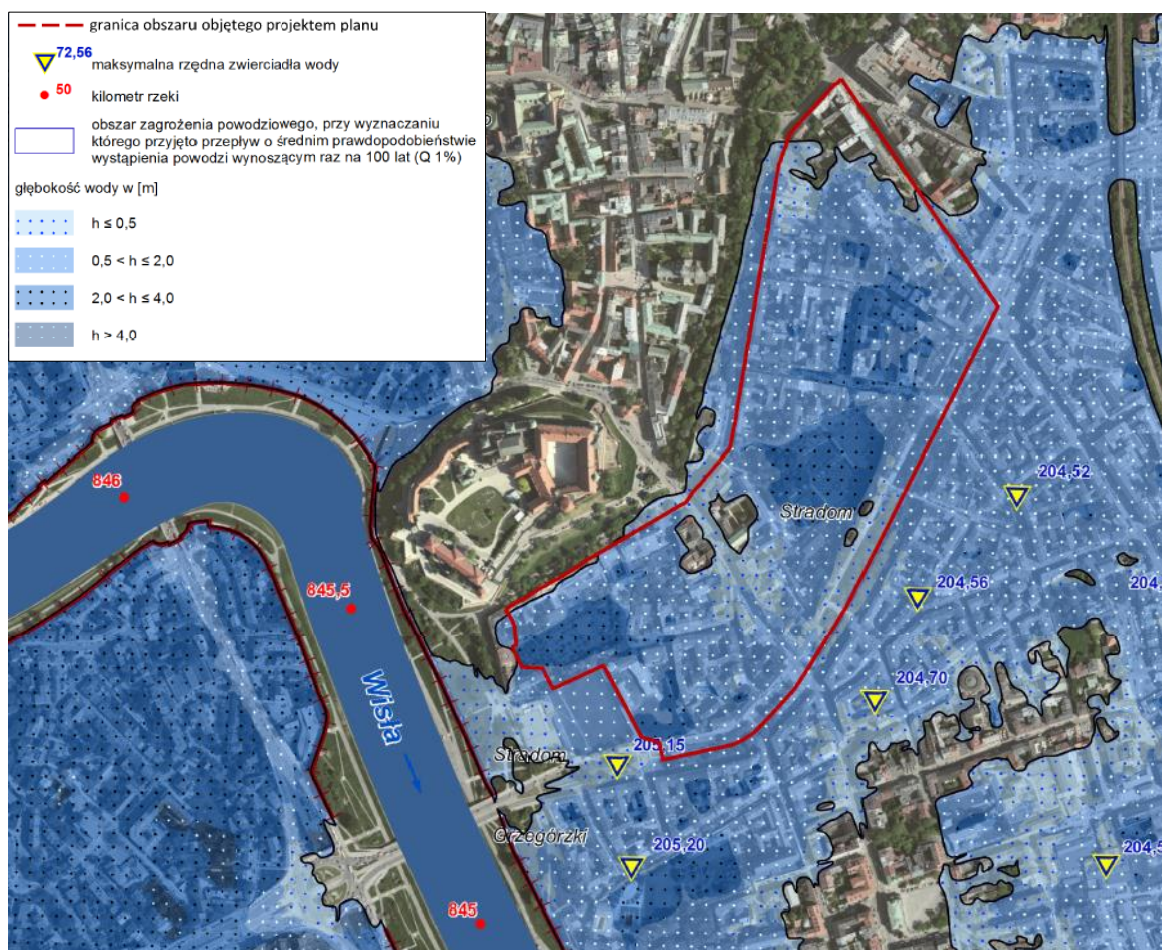 granica obszaru objętego projektem planu
72,56
maksymalna rzędna zwierciadła wody
50
kilometr rzeki
obszar zagrożenia powodziowego, przy wyznaczaniu
którego przyjęto przepływ o średnim prawdopodobieństwie
wystąpienia powodzi wynoszącym raz na 100 lat (Q 1%)
głębokość wody w [m]
h ≤ 0,5
0,5 < h ≤ 2,0
2,0 < h ≤ 4,0
h > 4,0
846
204,52
Stradom
204,56
204,
845,5
204,70
Wisła
205,15
Stradom
Grzegórzki
205,20
204,5
845